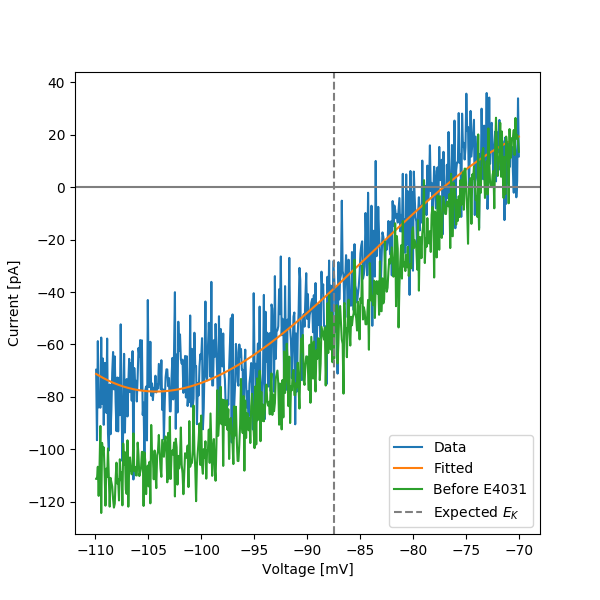 40
20
0
−20
−40
−60
−80
−100
−120
Current [pA]
−110 −105 −100 −95 −90 −85 −80 −75 −70
Voltage [mV]
Data
Fitted
Before E4031
Expected E_K